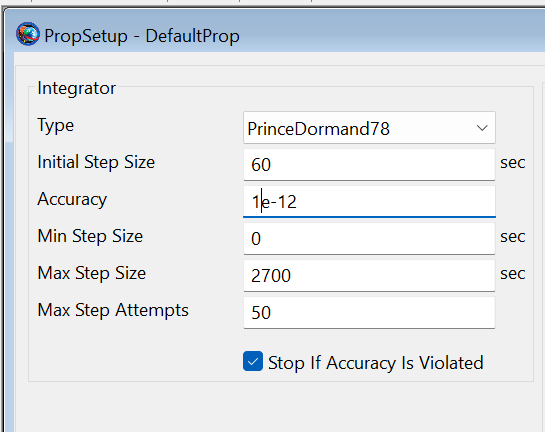 PropSetup - DefaultProp
Integrator
Type PrinceDormand78
Initial Step Size 60 sec
Accuracy 1e-12
Min Step Size 0 sec
Max Step Size 2700 sec
Max Step Attempts 50
Stop If Accuracy Is Violated